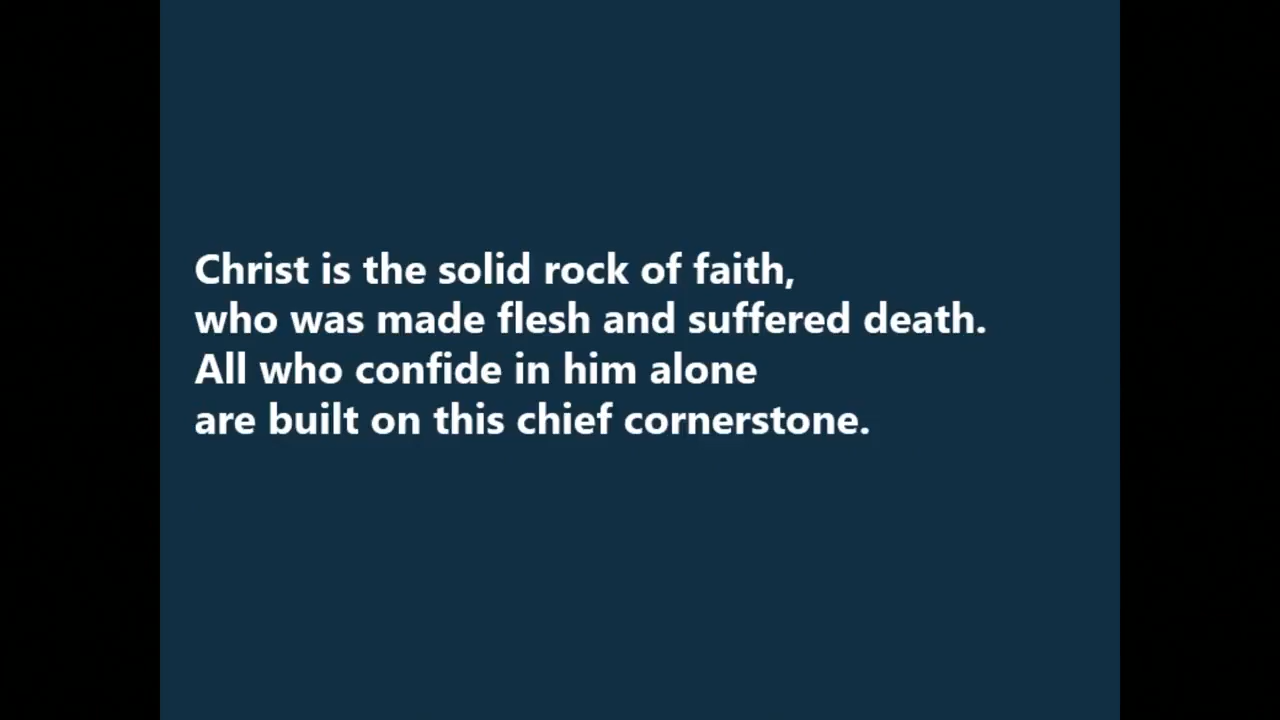 Christ is the solid rock of faith,
who was made flesh and suffered death.
All who confide in him alone
are built on this chief cornerstone.